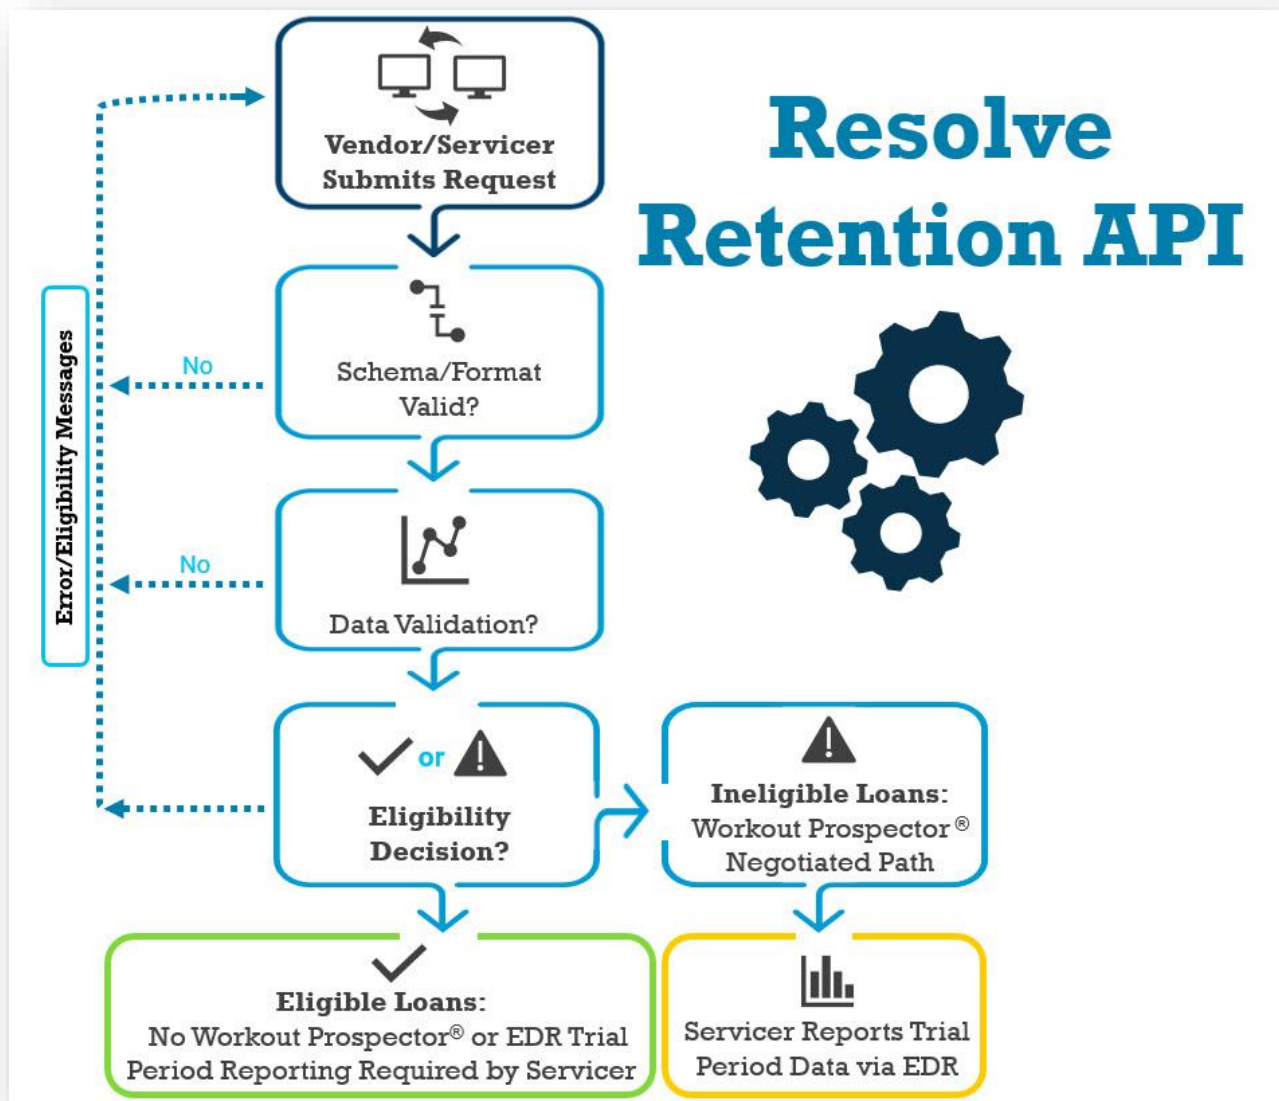 Resolve
Retention API
Vendor/Servicer
Submits Request
Error/Eligibility Messages
No
Schema/Format
Valid?
No
Data Validation?
or
Eligibility
Decision?
Ineligible Loans:
Workout Prospector®
Negotiated Path
Eligible Loans:
No Workout Prospector® or EDR Trial
Period Reporting Required by Servicer
Servicer Reports Trial
Period Data via EDR